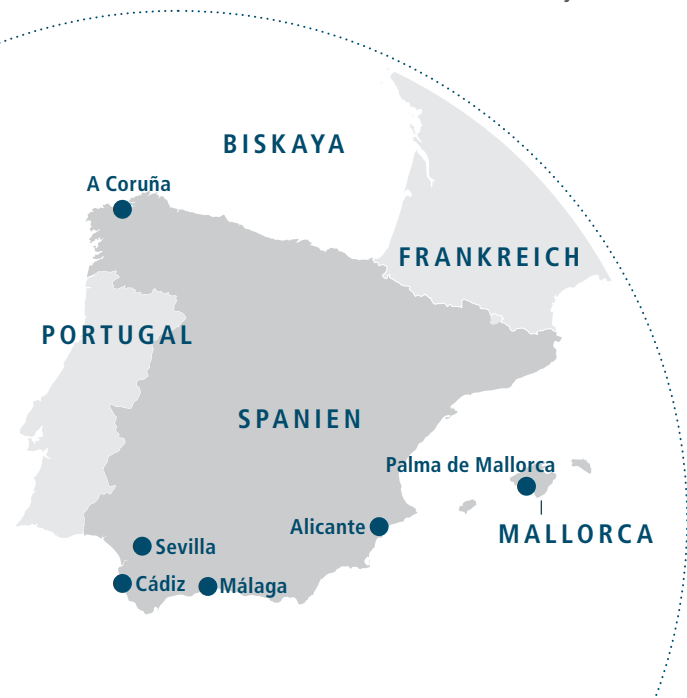 BISKAYA
A Coruña
FRANKREICH
PORTUGAL
SPANIEN
Palma de Mallorca
Alicante
MALLORCA
Sevilla
Cádiz
Málaga